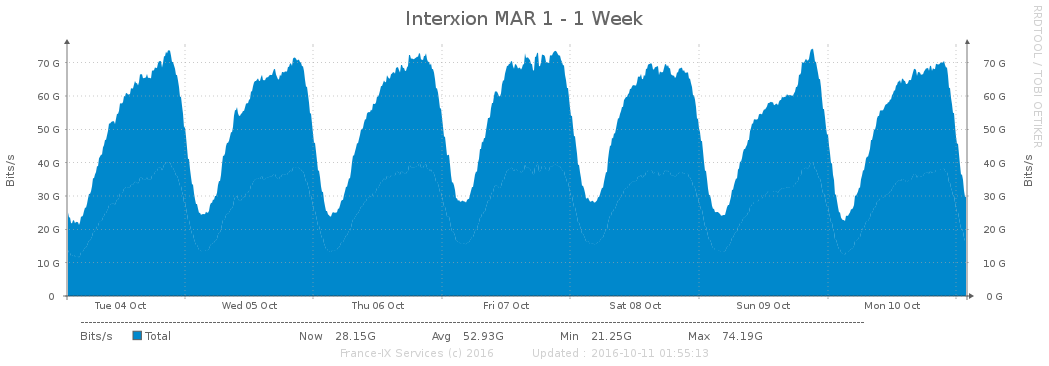 Interxion MAR 1 - 1 Week
RRDTOOL / TOBI OETIKER
Bits/s
70 G 70 G
60 G 60 G
50 G 50 G
40 G 40 G
30 G 30 G
20 G 20 G
10 G 10 G
0 0 G
Bits/s
Tue 04 Oct Wed 05 Oct Thu 06 Oct Fri 07 Oct Sat 08 Oct Sun 09 Oct Mon 10 Oct
Bits/s Total Now 28.15G Avg 52.93G Min 21.25G Max 74.19G
France-IX Services (c) 2016 Updated : 2016-10-11 01:55:13